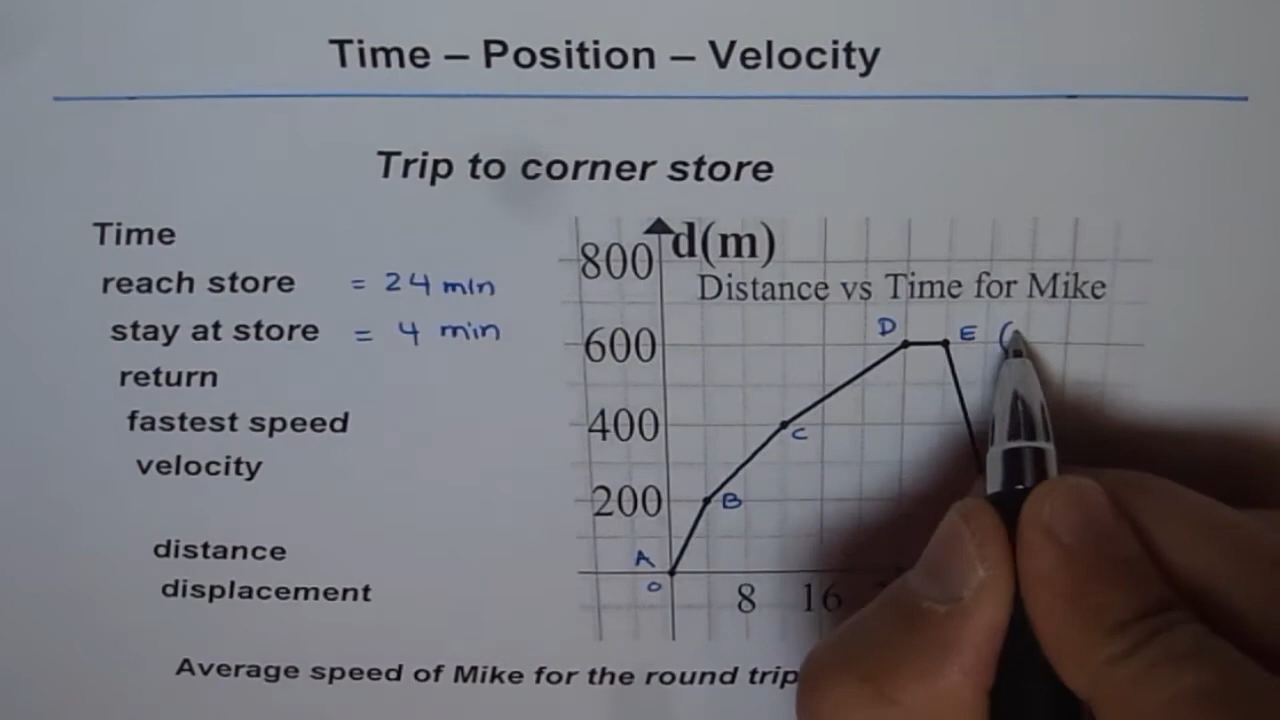 Time – Position – Velocity
Trip to corner store
Time
reach store = 24 min
stay at store = 4 min
return
fastest speed
velocity
distance
displacement
d(m)
Distance vs Time for Mike
800
600
400
200
D
E (
C
B
A
0
8 16
Average speed of Mike for the round trip